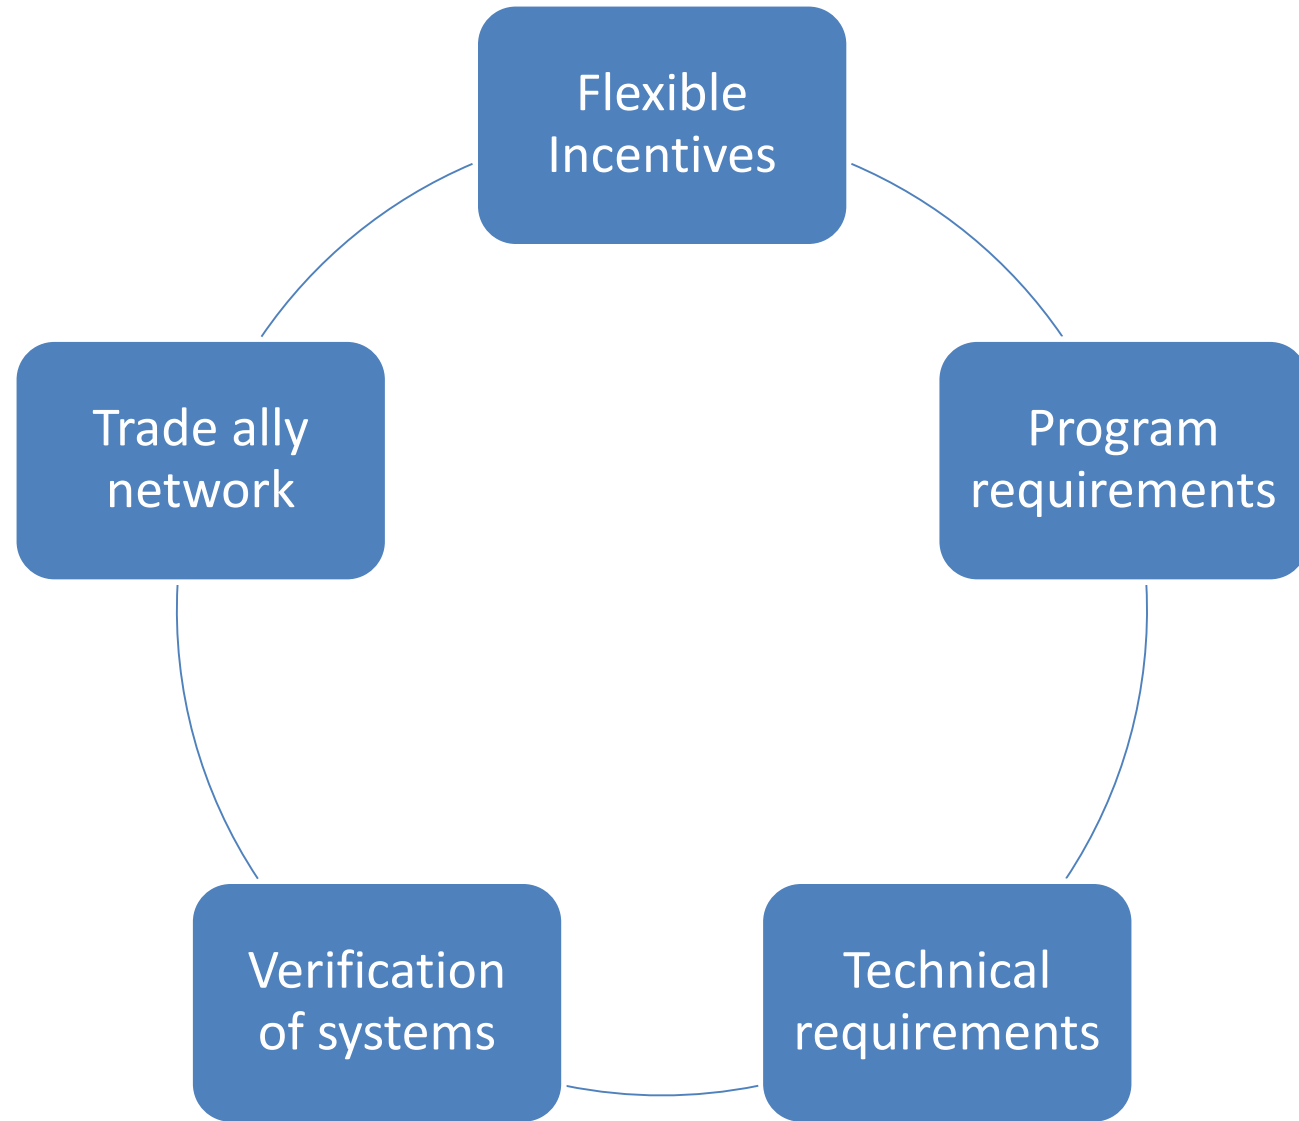 Flexible
Incentives
Program
requirements
Technical
requirements
Verification
of systems
Trade ally
network